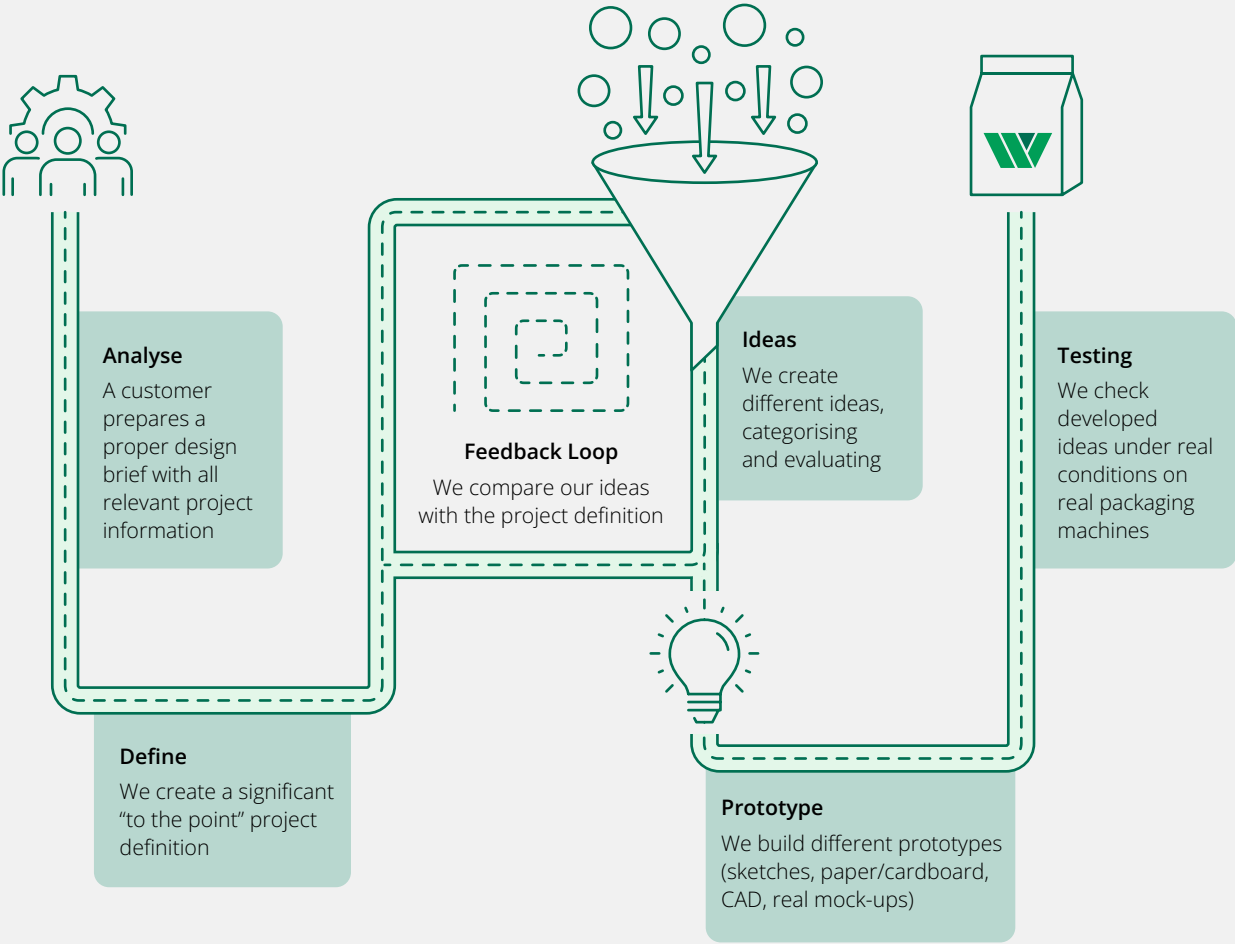 Analyse
A customer
prepares a
proper design
brief with all
relevant project
information
Define
We create a significant
“to the point” project
definition
Feedback Loop
We compare our ideas
with the project definition
Ideas
We create
different ideas,
categorising
and evaluating
Prototype
We build different prototypes
(sketches, paper/cardboard,
CAD, real mock-ups)
Testing
We check
developed
ideas under real
conditions on
real packaging
machines